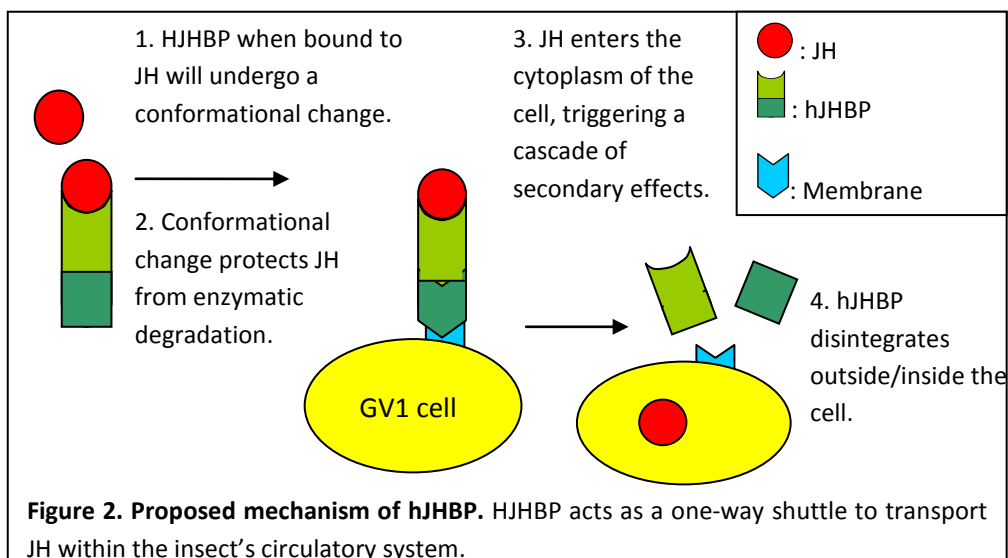 1. HJHBP when bound to
JH will undergo a
conformational change.
2. Conformational
change protects JH
from enzymatic
degradation.
3. JH enters the
cytoplasm of the
cell, triggering a
cascade of
secondary effects.
: JH
: hJHBP
: Membrane
4. hJHBP
disintegrates
outside/inside the
cell.
GV1 cell
Figure 2. Proposed mechanism of hJHBP. HJHBP acts as a one-way shuttle to transport
JH within the insect's circulatory system.